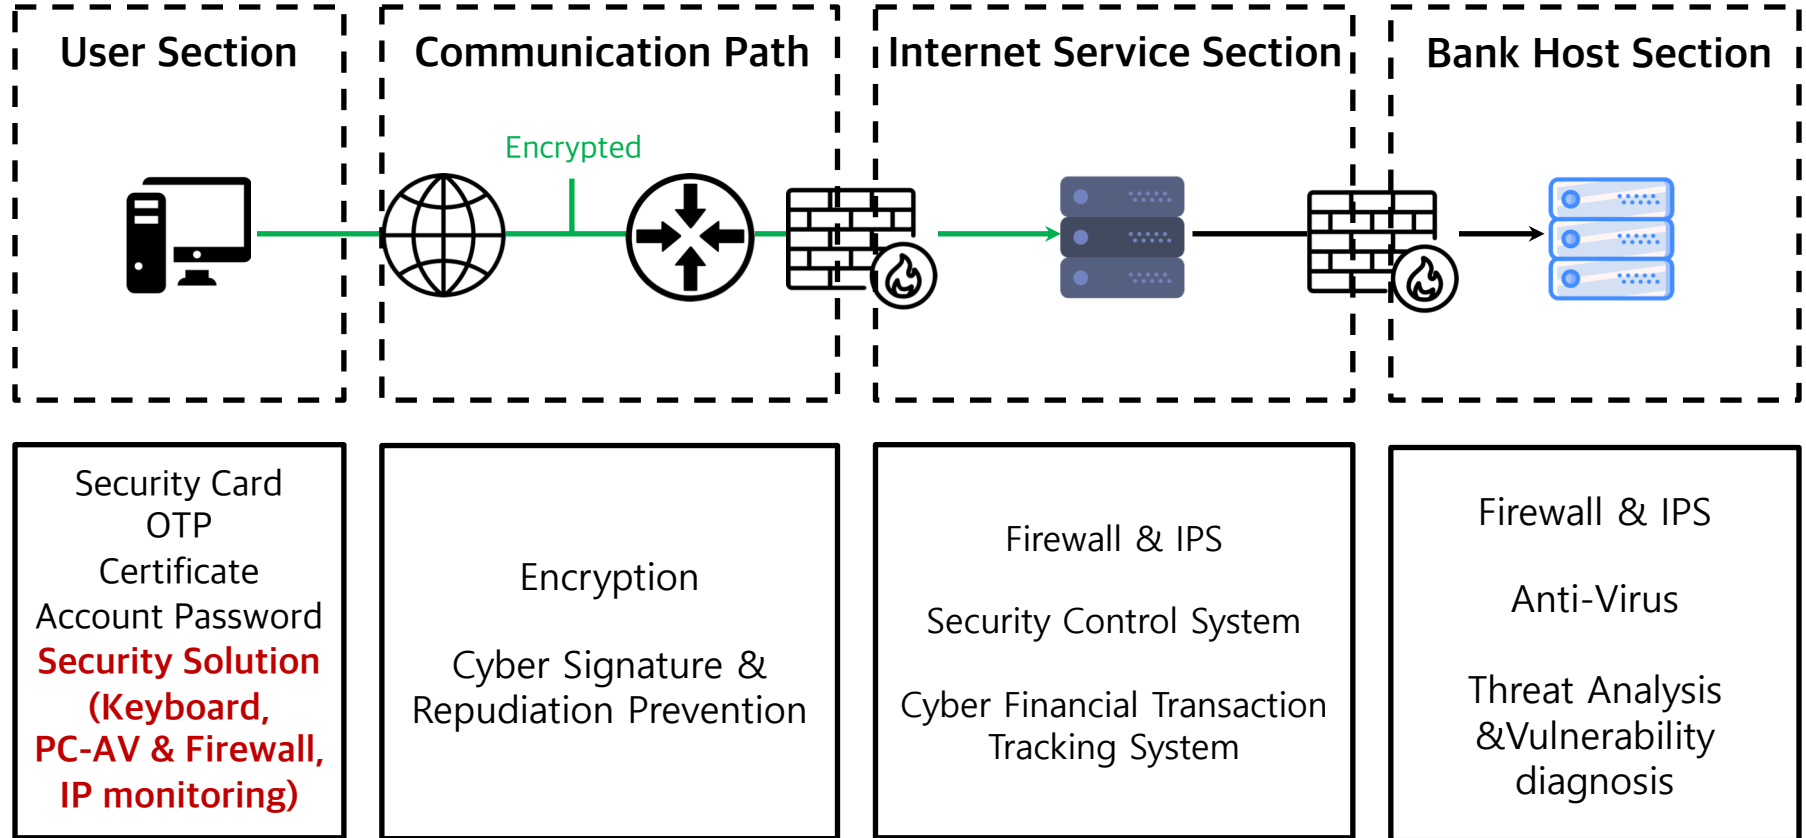 User Section
Communication Path
Internet Service Section
Bank Host Section
Encrypted
Security Card
OTP
Certificate
Account Password
Security Solution
(Keyboard,
PC-AV & Firewall,
IP monitoring)
Encryption
Cyber Signature &
Repudiation Prevention
Firewall & IPS
Security Control System
Cyber Financial Transaction
Tracking System
Firewall & IPS
Anti-Virus
Threat Analysis
&Vulnerability
diagnosis